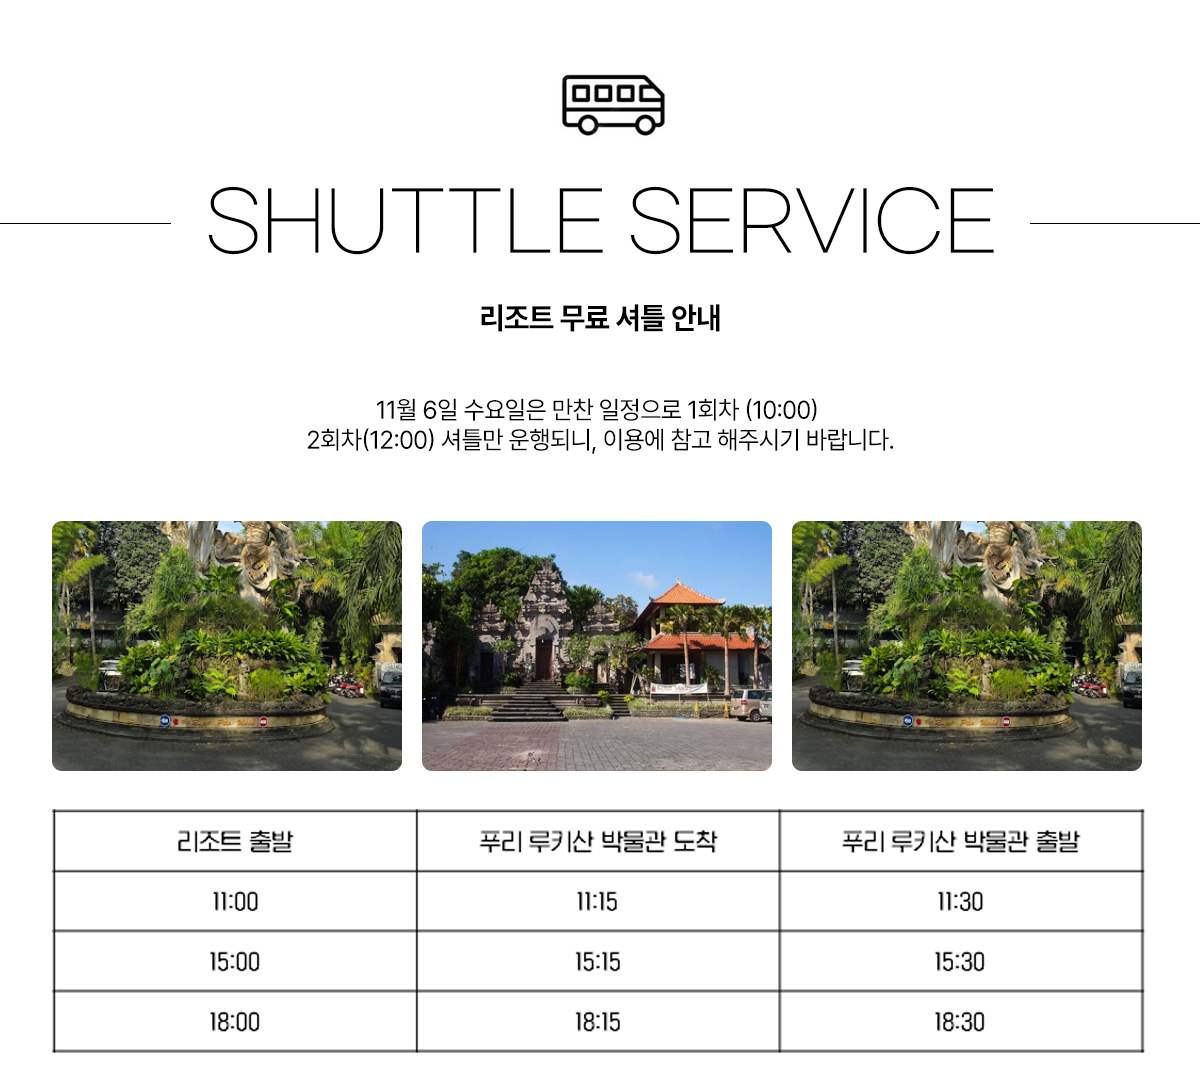 SHUTTLE SERVICE
리조트 무료 셔틀 안내
11월 6일 수요일은 만찬 일정으로 1회차 (10:00)
2회차(12:00) 셔틀만 운행되니, 이용에 참고 해주시기 바랍니다.
리조트 출발 푸리 루키산 박물관 도착 푸리 루키산 박물관 출발
11:00 11:15 11:30
15:00 15:15 15:30
18:00 18:15 18:30